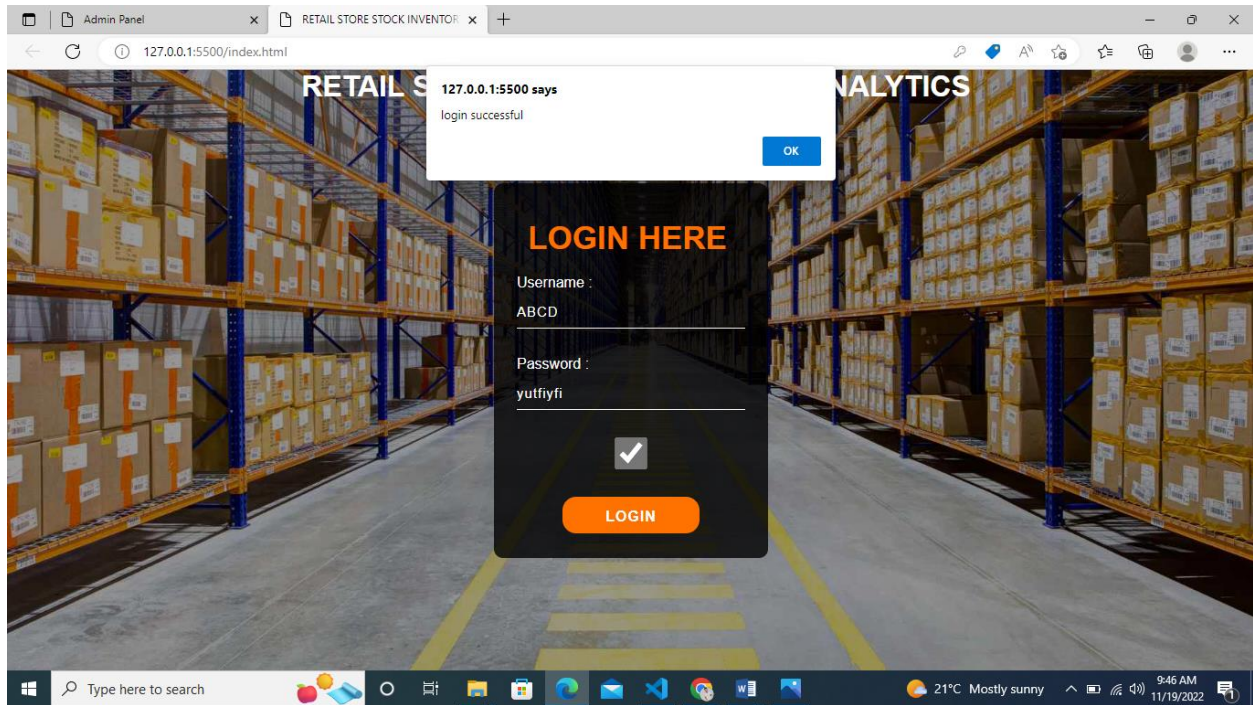 Admin Panel
RETAIL STORE STOCK INVENTOR
127.0.0.1:5500/index.html
RETAIL S
NALYTICS
127.0.0.1:5500 says
login successful
OK
LOGIN HERE
Username :
ABCD
Password :
yutfiyfi
LOGIN
Type here to search
21°C Mostly sunny
9:46 AM
11/19/2022
1